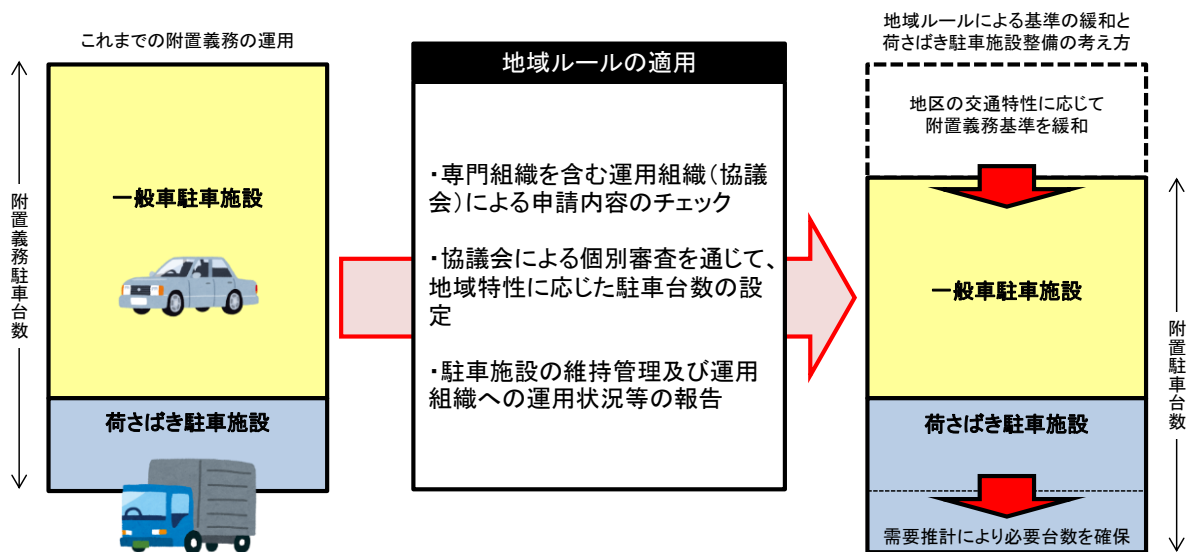 これまでの附置義務の運用
附置義務駐車台数
一般車駐車施設
荷さばき駐車施設
地域ルールの適用
・専門組織を含む運用組織（協議
会）による申請内容のチェック
・協議会による個別審査を通じて、
地域特性に応じた駐車台数の設
定
・駐車施設の維持管理及び運用
組織への運用状況等の報告
地域ルールによる基準の緩和と
荷さばき駐車施設整備の考え方
地区の交通特性に応じて
附置義務基準を緩和
一般車駐車施設
荷さばき駐車施設
需要推計により必要台数を確保
附置駐車台数